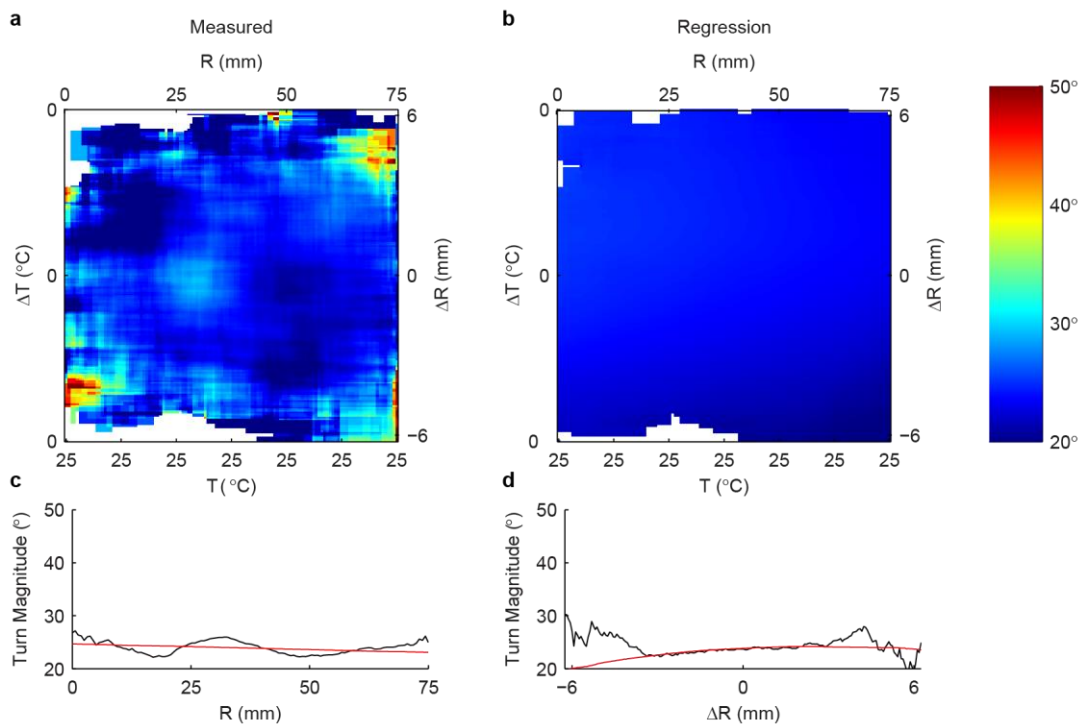 a Measured
R (mm)
0 25 50 75
0 6
ΔT (°C) 0 0 ΔR (mm)
0 −6
25 25 25 25 25 25 25
T (°C)
b Regression
R (mm)
0 25 50 75
0 6
ΔT (°C) 0 0 ΔR (mm)
0 −6
25 25 25 25 25 25 25
T (°C)
50°
40°
30°
20°
c
Turn Magnitude (°)
50
40
30
20
0 25 50 75
R (mm)
d
Turn Magnitude (°)
50
40
30
20
−6 0 6
ΔR (mm)